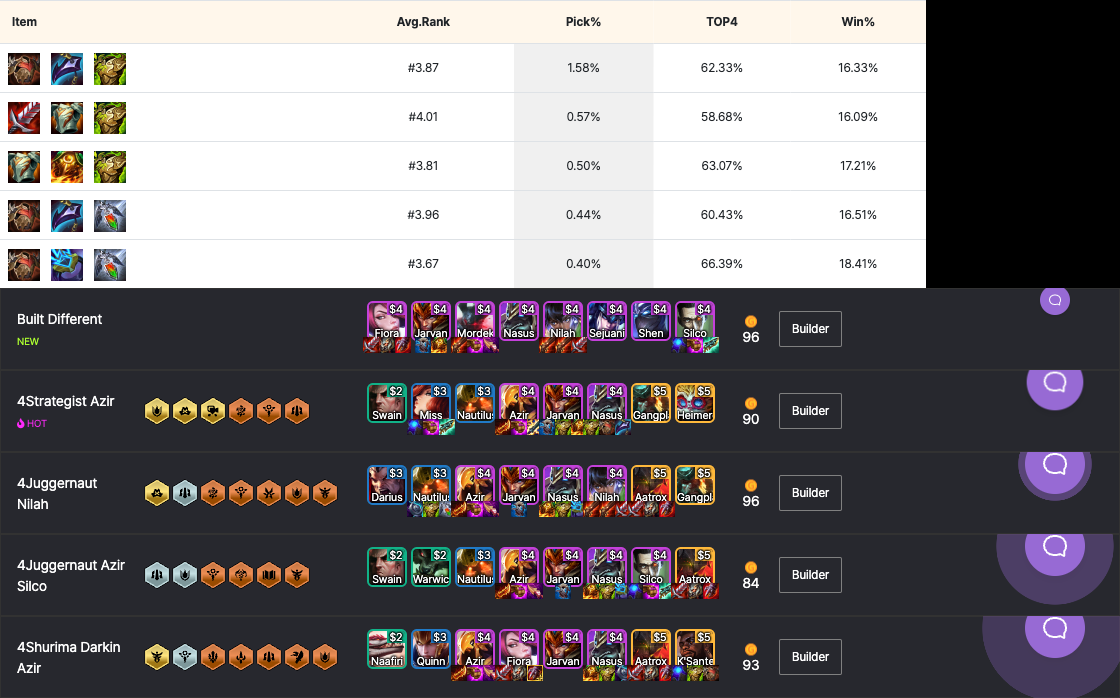 Item Avg.Rank Pick% TOP4 Win%
#3.87 1.58% 62.33% 16.33%
#4.01 0.57% 58.68% 16.09%
#3.81 0.50% 63.07% 17.21%
#3.96 0.44% 60.43% 16.51%
#3.67 0.40% 66.39% 18.41%
$4 $4 $4 $4 $4 $4 $4 $4
Built Different
Fiora Jarvan Mordek Nasus Nilah Sejuani Shen Silco
NEW
96 Builder
$2 $3 $3 $4 $4 $4 $5 $5
4Strategist Azir
Swain Miss Nautilus Azir Jarvan Nasus Gangpl Heimer
HOT
90 Builder
$3 $3 $4 $4 $4 $4 $5 $5
4Juggernaut
Nilah
Darius Nautilus Azir Jarvan Nasus Nilah Aatrox Gangpl
96 Builder
$2 $2 $3 $4 $4 $4 $4 $5
4Juggernaut Azir
Silco
Swain Warwic Nautilus Azir Jarvan Nasus Silco Aatrox
84 Builder
$2 $3 $4 $4 $4 $4 $5 $5
4Shurima Darkin
Azir
Naafiri Quinn Azir Fiora Jarvan Nasus Aatrox K'Sante
93 Builder